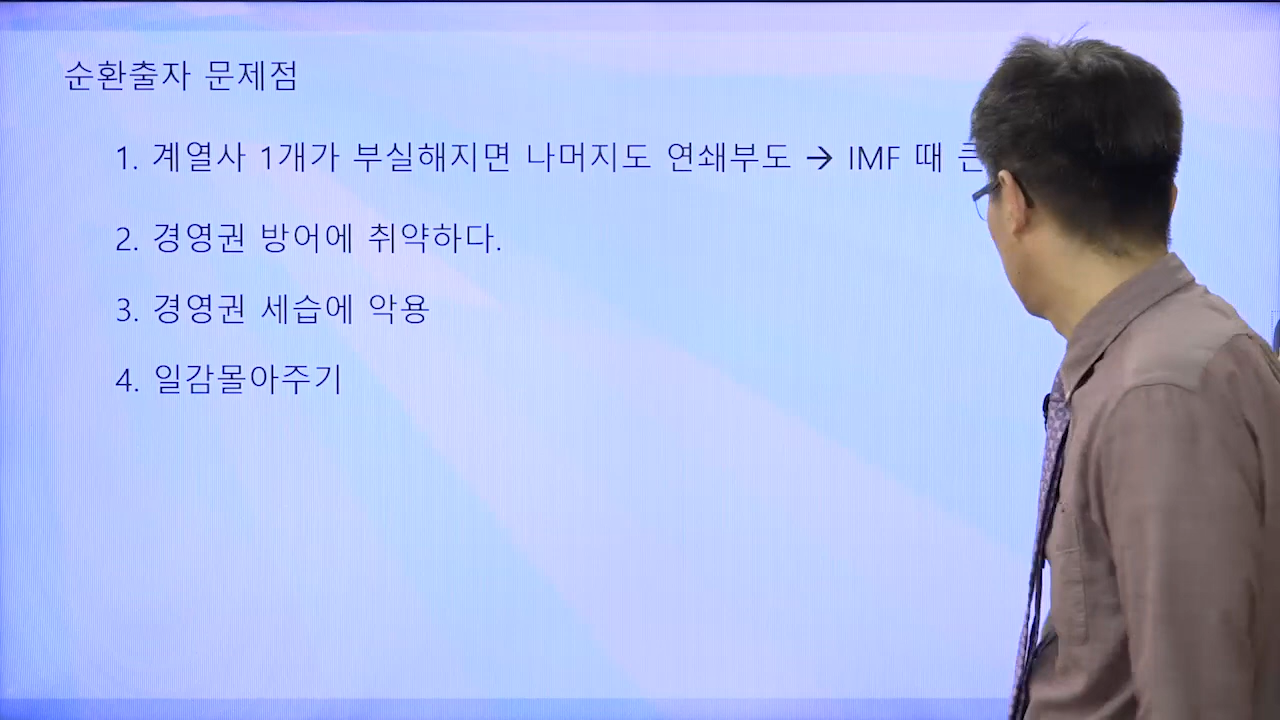 순환출자 문제점
1. 계열사 1개가 부실해지면 나머지도 연쇄부도 → IMF 때
2. 경영권 방어에 취약하다.
3. 경영권 세습에 악용
4. 일감몰아주기